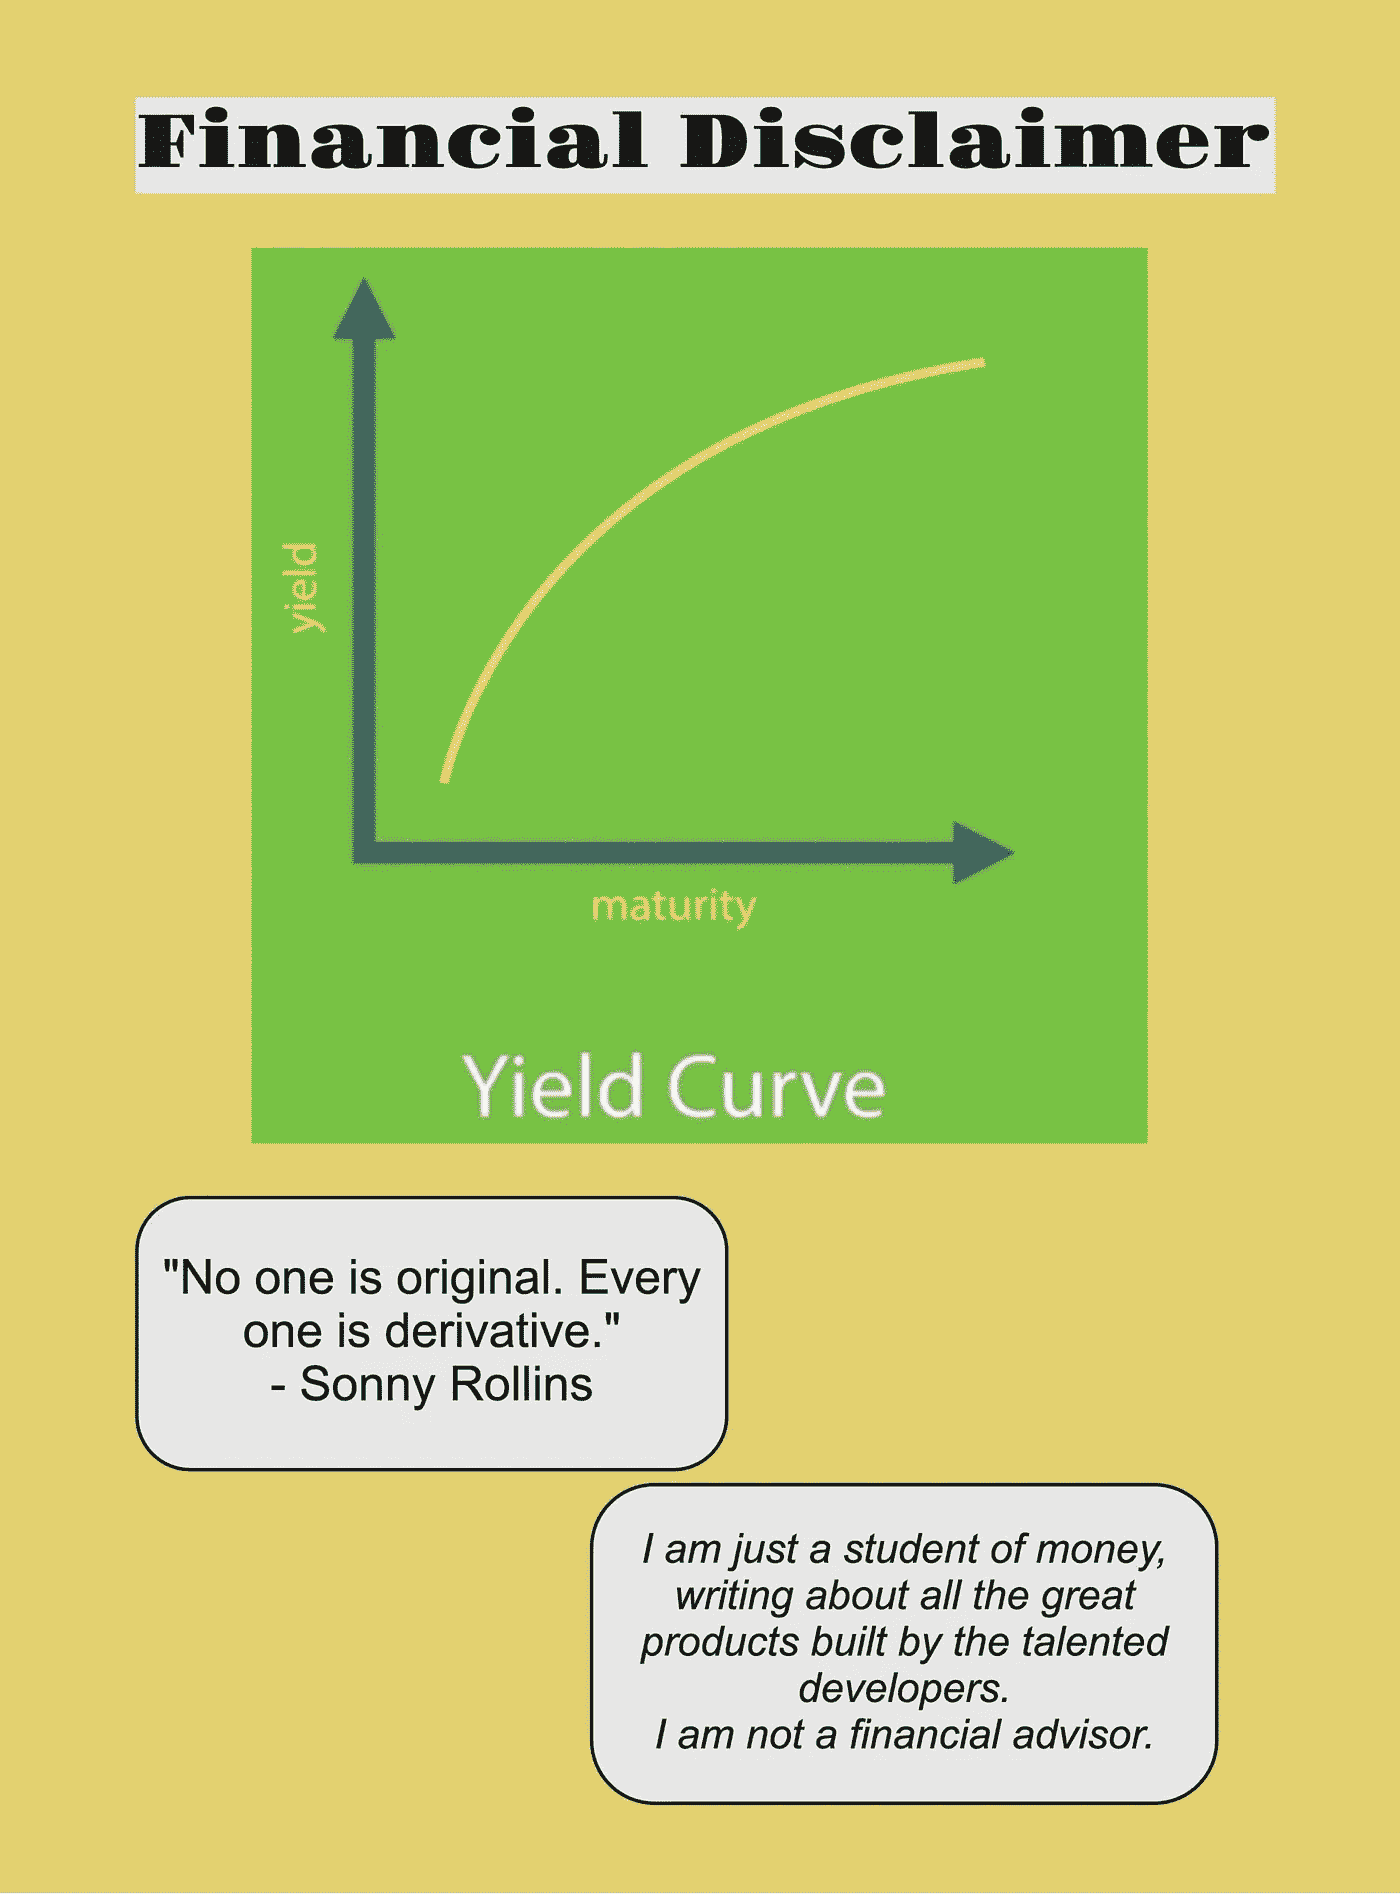 Financial Disclaimer
yield
maturity
Yield Curve
"No one is original. Every
one is derivative."
- Sonny Rollins
I am just a student of money,
writing about all the great
products built by the talented
developers.
I am not a financial advisor.